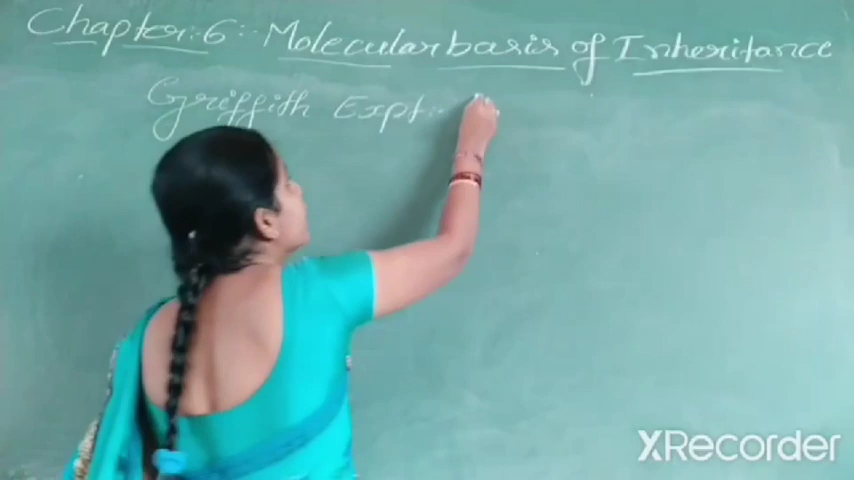 Chapter:-6:- Molecular basis of Inheritance
Griffith Expt:-
XRecorder